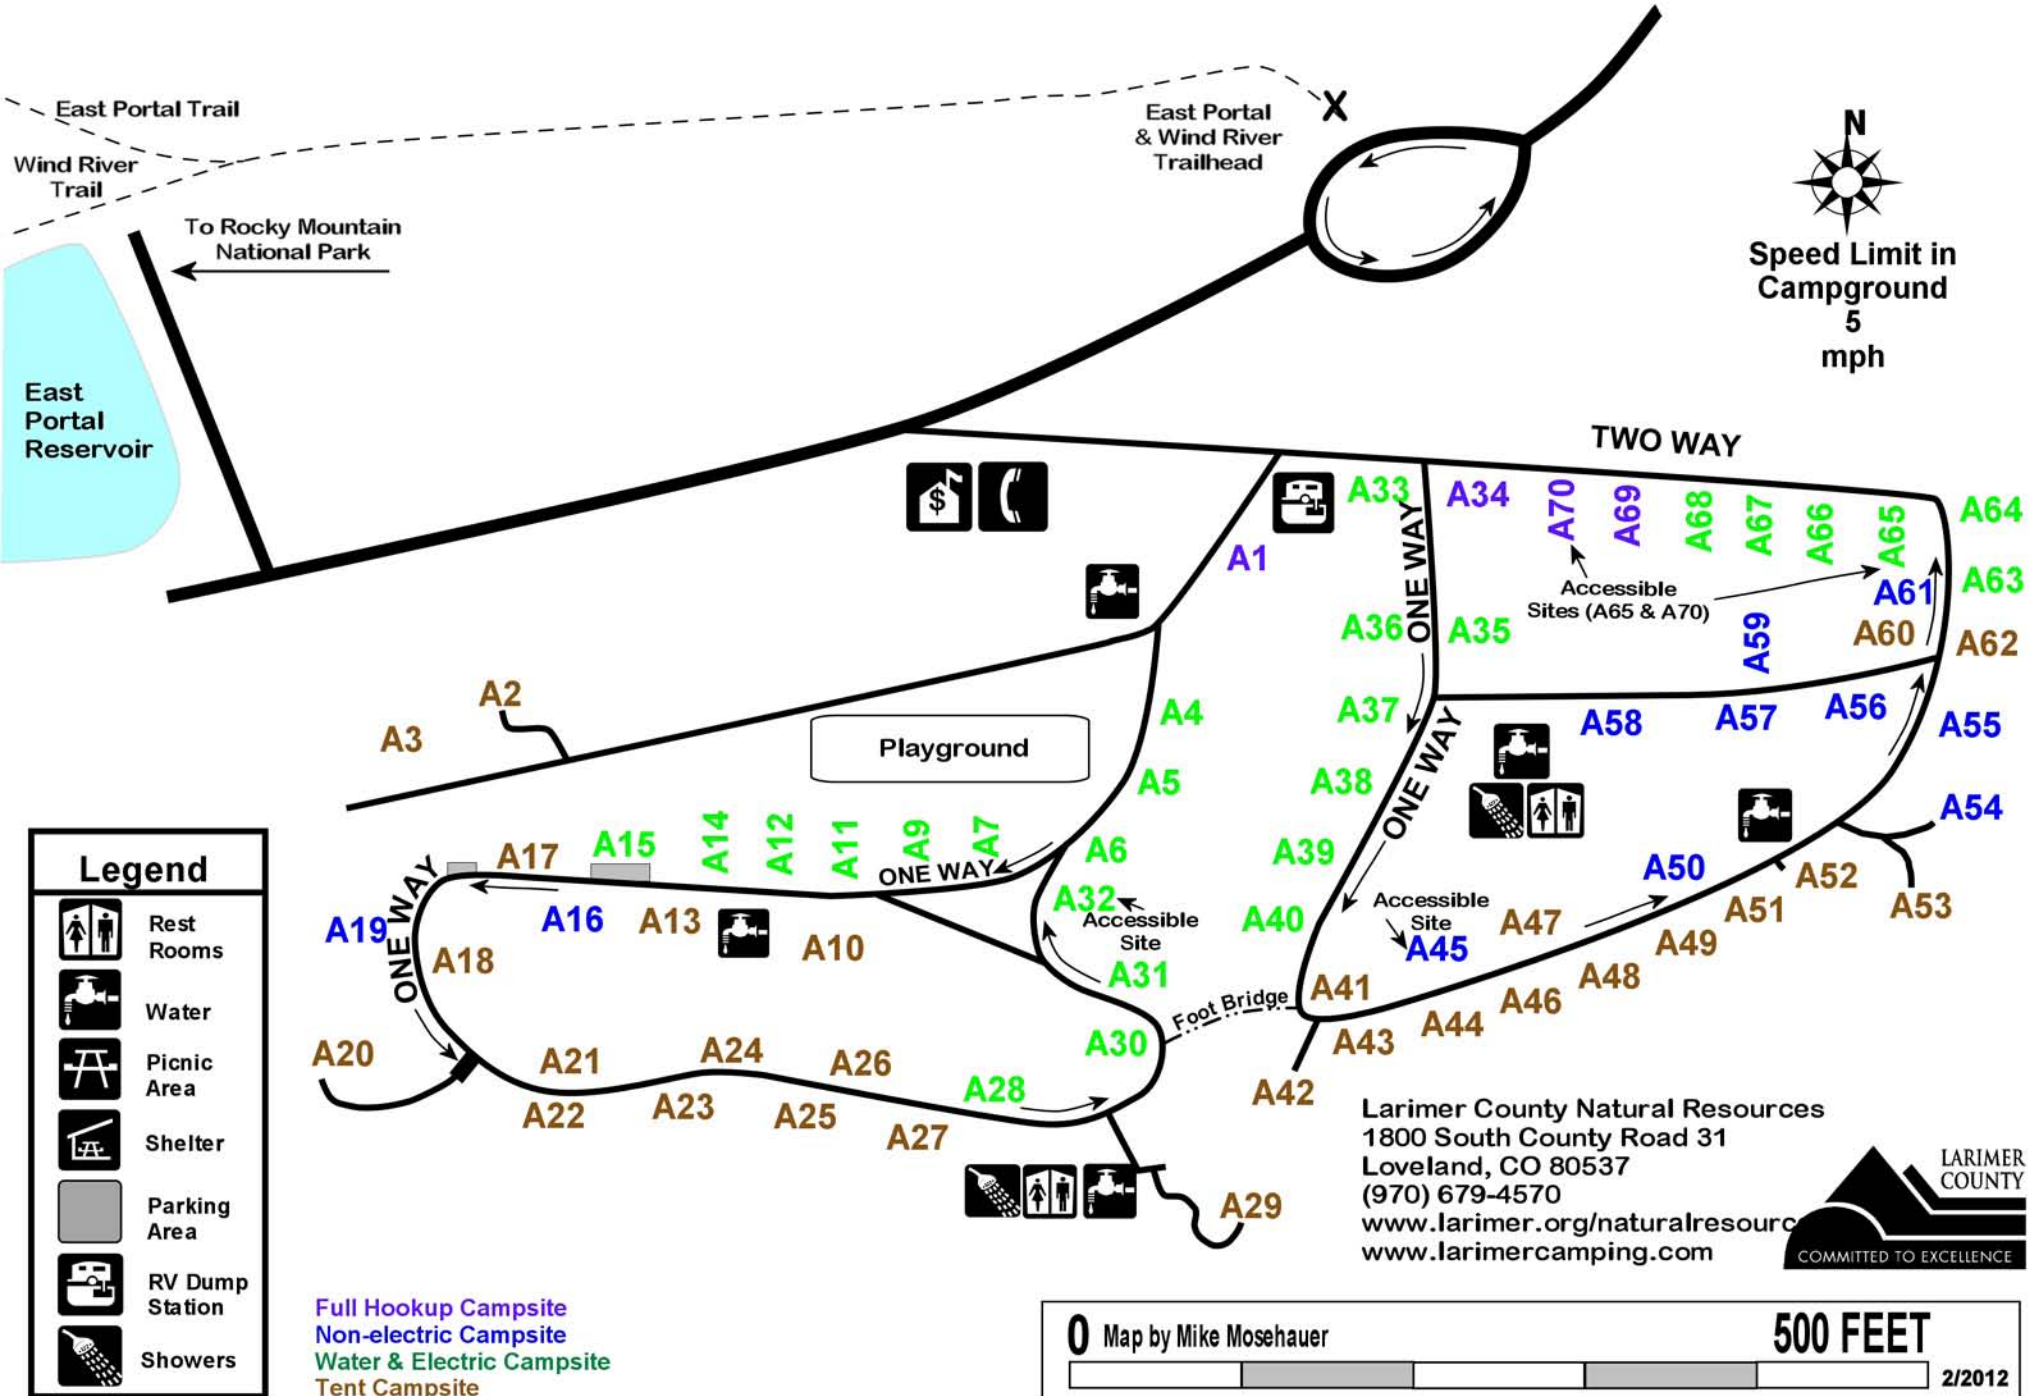 East Portal Trail
Wind River
Trail
To Rocky Mountain
National Park
East
Portal
Reservoir
East Portal
& Wind River
Trailhead
X
N
Speed Limit in
Campground
5
mph
TWO WAY
$
A33
A34
A70
A69
A68
A67
A66
A65
A64
A1
ONE WAY
Accessible
Sites (A65 & A70)
A61
A63
A36
A35
A59
A60
A62
A2
A3
A4
A37
A58
A57
A56
A55
Playground
ONE WAY
A5
A38
A54
A17
A15
A14
A12
A11
A9
A7
ONE WAY
A6
A39
A50
A52
A53
A32
Accessible
Site
A40
Accessible
Site
A45
A47
A51
A49
ONE WAY
A19
A16
A13
A10
A18
A31
A41
A48
A46
A44
A43
Foot Bridge
A30
A42
A20
A21
A24
A26
A28
A22
A23
A25
A27
A29
Legend
Rest
Rooms
Water
Picnic
Area
Shelter
Parking
Area
RV Dump
Station
Showers
Full Hookup Campsite
Non-electric Campsite
Water & Electric Campsite
Tent Campsite
Larimer County Natural Resources
1800 South County Road 31
Loveland, CO 80537
(970) 679-4570
www.larimer.org/naturalresourc
www.larimercamping.com
LARIMER
COUNTY
COMMITTED TO EXCELLENCE
0 Map by Mike Mosehauer 500 FEET
2/2012